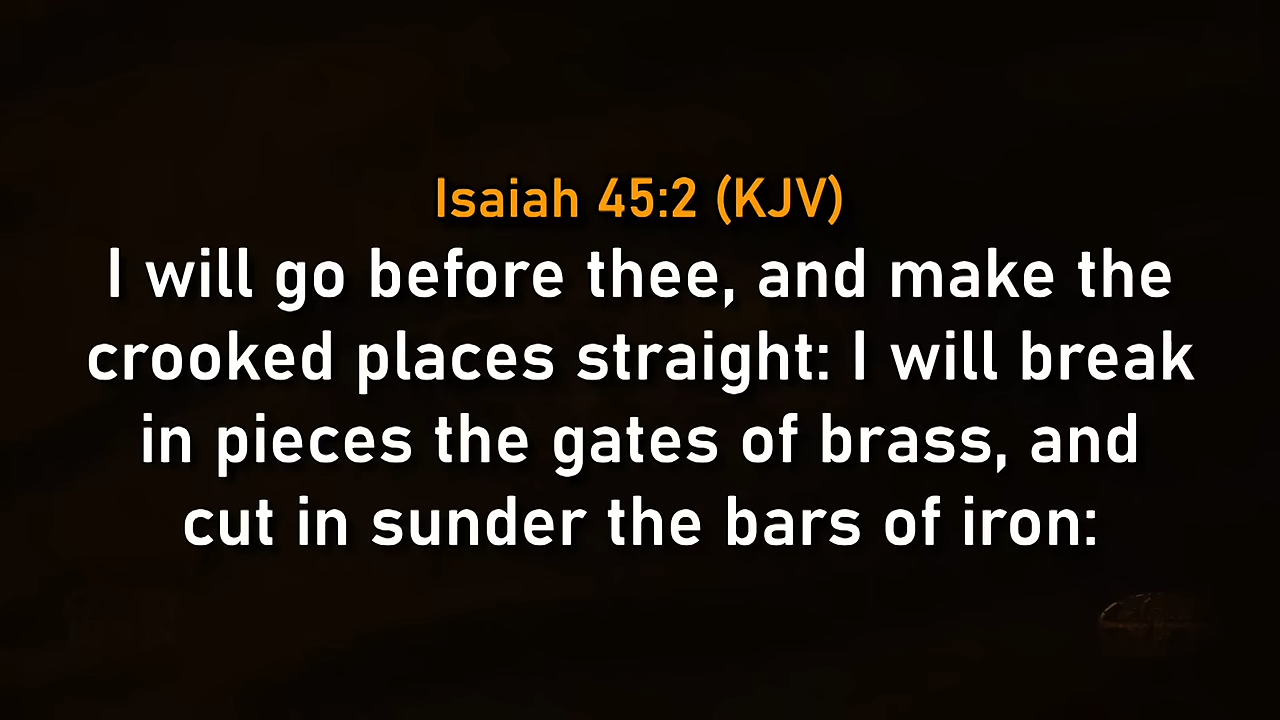 Isaiah 45:2 (KJV)
I will go before thee, and make the
crooked places straight: I will break
in pieces the gates of brass, and
cut in sunder the bars of iron: